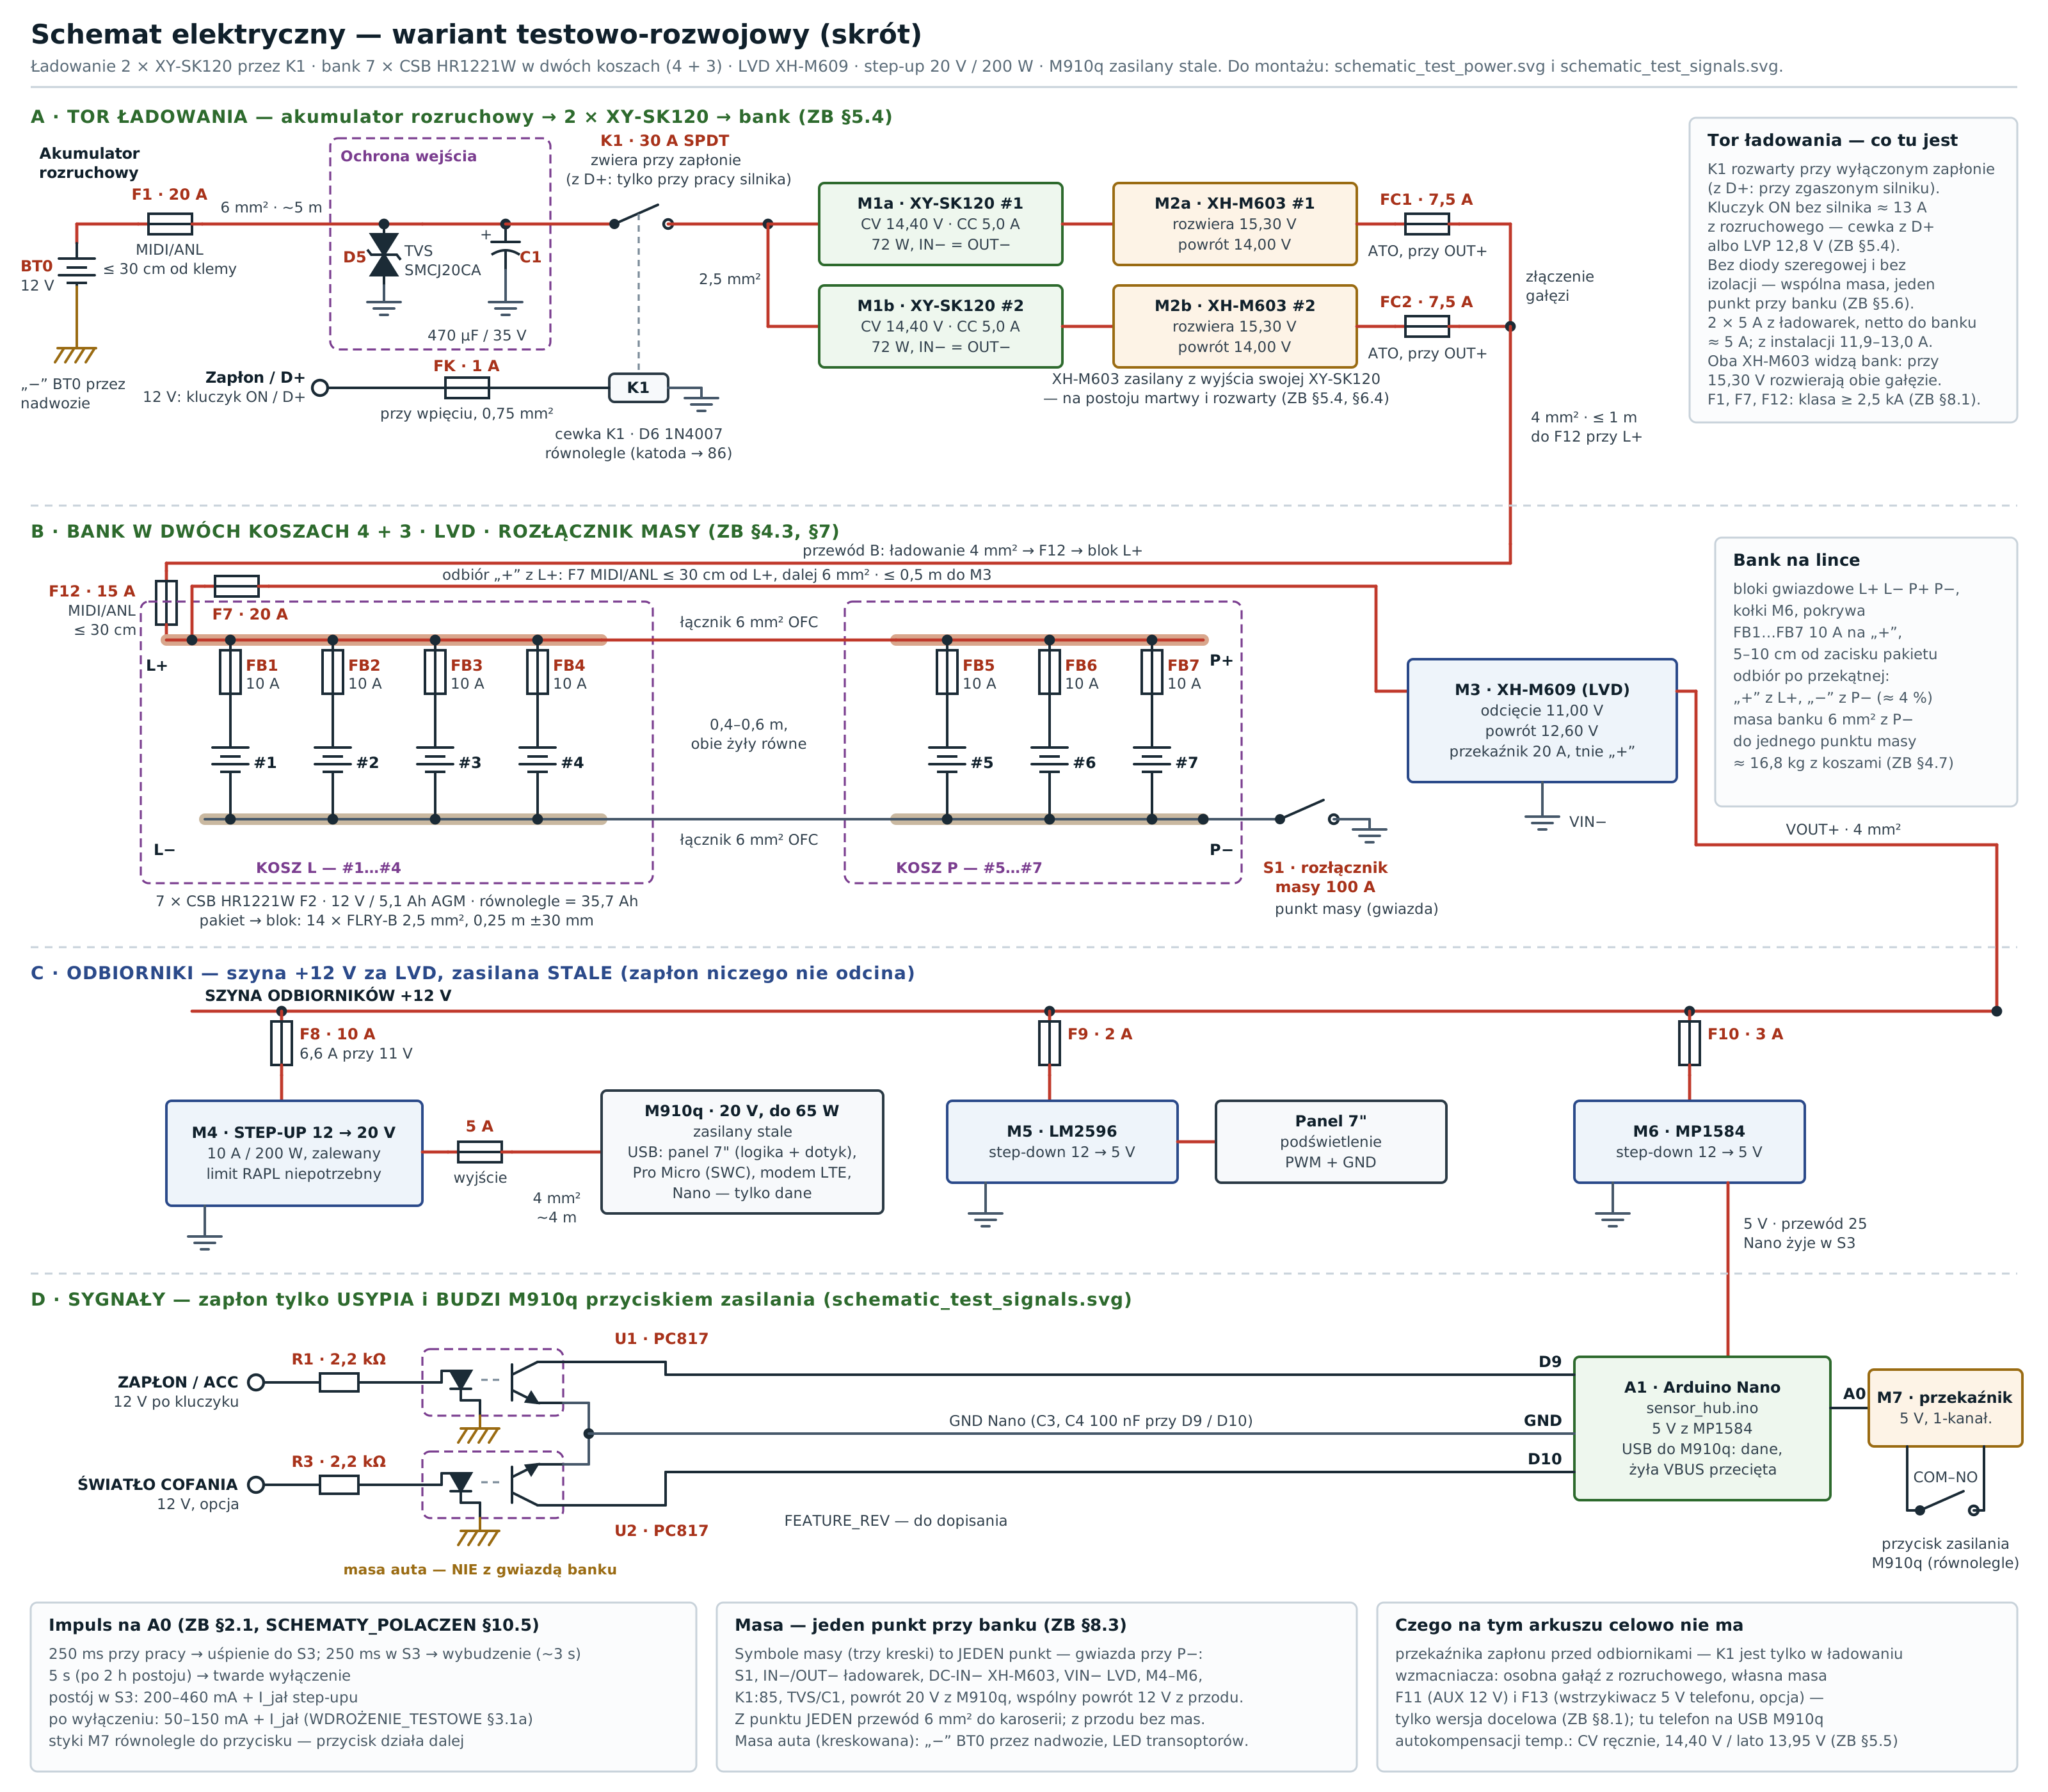 Schemat elektryczny — wariant testowo-rozwojowy (skrót)
Ładowanie 2 × XY-SK120 przez K1 · bank 7 × CSB HR1221W w dwóch koszach (4 + 3) · LVD XH-M609 · step-up 20 V / 200 W · M910q zasilany stale. Do montażu: schematic_test_power.svg i schematic_test_signals.svg.
A · TOR ŁADOWANIA — akumulator rozruchowy → 2 × XY-SK120 → bank (ZB §5.4)
Akumulator
rozruchowy
F1 · 20 A
6 mm² · ~5 m
MIDI/ANL
≤ 30 cm od klemy
BT0
12 V
„−” BT0 przez
nadwozie
Ochrona wejścia
D5
TVS
SMCJ20CA
+
C1
470 µF / 35 V
K1 · 30 A SPDT
zwiera przy zapłonie
(z D+: tylko przy pracy silnika)
Zapłon / D+
12 V: kluczyk ON / D+
FK · 1 A
przy wpięciu, 0,75 mm²
K1
cewka K1 · D6 1N4007
równolegle (katoda → 86)
2,5 mm²
M1a · XY-SK120 #1
CV 14,40 V · CC 5,0 A
72 W, IN− = OUT−
M2a · XH-M603 #1
rozwiera 15,30 V
powrót 14,00 V
FC1 · 7,5 A
ATO, przy OUT+
M1b · XY-SK120 #2
CV 14,40 V · CC 5,0 A
72 W, IN− = OUT−
M2b · XH-M603 #2
rozwiera 15,30 V
powrót 14,00 V
FC2 · 7,5 A
ATO, przy OUT+
XH-M603 zasilany z wyjścia swojej XY-SK120
— na postoju martwy i rozwarty (ZB §5.4, §6.4)
złączenie
gałęzi
4 mm² · ≤ 1 m
do F12 przy L+
Tor ładowania — co tu jest
K1 rozwarty przy wyłączonym zapłonie
(z D+: przy zgaszonym silniku).
Kluczyk ON bez silnika ≈ 13 A
z rozruchowego — cewka z D+
albo LVP 12,8 V (ZB §5.4).
Bez diody szeregowej i bez
izolacji — wspólna masa, jeden
punkt przy banku (ZB §5.6).
2 × 5 A z ładowarek, netto do banku
≈ 5 A; z instalacji 11,9–13,0 A.
Oba XH-M603 widzą bank: przy
15,30 V rozwierają obie gałęzie.
F1, F7, F12: klasa ≥ 2,5 kA (ZB §8.1).
B · BANK W DWÓCH KOSZACH 4 + 3 · LVD · ROZŁĄCZNIK MASY (ZB §4.3, §7)
przewód B: ładowanie 4 mm² → F12 → blok L+
odbiór „+” z L+: F7 MIDI/ANL ≤ 30 cm od L+, dalej 6 mm² · ≤ 0,5 m do M3
F12 · 15 A
MIDI/ANL
≤ 30 cm
F7 · 20 A
łącznik 6 mm² OFC
L+
FB1
10 A
FB2
10 A
FB3
10 A
FB4
10 A
FB5
10 A
FB6
10 A
FB7
10 A
P+
0,4–0,6 m,
obie żyły równe
#1
#2
#3
#4
#5
#6
#7
łącznik 6 mm² OFC
L−
P−
KOSZ L — #1…#4
KOSZ P — #5…#7
7 × CSB HR1221W F2 · 12 V / 5,1 Ah AGM · równolegle = 35,7 Ah
pakiet → blok: 14 × FLRY-B 2,5 mm², 0,25 m ±30 mm
S1 · rozłącznik
masy 100 A
punkt masy (gwiazda)
M3 · XH-M609 (LVD)
odcięcie 11,00 V
powrót 12,60 V
przekaźnik 20 A, tnie „+”
VIN−
VOUT+ · 4 mm²
Bank na lince
bloki gwiazdowe L+ L− P+ P−,
kołki M6, pokrywa
FB1…FB7 10 A na „+”,
5–10 cm od zacisku pakietu
odbiór po przekątnej:
„+” z L+, „−” z P− (≈ 4 %)
masa banku 6 mm² z P−
do jednego punktu masy
≈ 16,8 kg z koszami (ZB §4.7)
C · ODBIORNIKI — szyna +12 V za LVD, zasilana STALE (zapłon niczego nie odcina)
SZYNA ODBIORNIKÓW +12 V
F8 · 10 A
6,6 A przy 11 V
F9 · 2 A
F10 · 3 A
M4 · STEP-UP 12 → 20 V
10 A / 200 W, zalewany
limit RAPL niepotrzebny
5 A
wyjście
4 mm²
~4 m
M910q · 20 V, do 65 W
zasilany stale
USB: panel 7" (logika + dotyk),
Pro Micro (SWC), modem LTE,
Nano — tylko dane
M5 · LM2596
step-down 12 → 5 V
Panel 7"
podświetlenie
PWM + GND
M6 · MP1584
step-down 12 → 5 V
5 V · przewód 25
Nano żyje w S3
D · SYGNAŁY — zapłon tylko USYPIA i BUDZI M910q przyciskiem zasilania (schematic_test_signals.svg)
U1 · PC817
R1 · 2,2 kΩ
ZAPŁON / ACC
12 V po kluczyku
D9
GND Nano (C3, C4 100 nF przy D9 / D10)
GND
R3 · 2,2 kΩ
ŚWIATŁO COFANIA
12 V, opcja
D10
U2 · PC817
FEATURE_REV — do dopisania
masa auta — NIE z gwiazdą banku
A1 · Arduino Nano
sensor_hub.ino
5 V z MP1584
USB do M910q: dane,
żyła VBUS przecięta
A0
M7 · przekaźnik
5 V, 1-kanał.
COM–NO
przycisk zasilania
M910q (równolegle)
Impuls na A0 (ZB §2.1, SCHEMATY_POLACZEN §10.5)
250 ms przy pracy → uśpienie do S3; 250 ms w S3 → wybudzenie (~3 s)
5 s (po 2 h postoju) → twarde wyłączenie
postój w S3: 200–460 mA + I_jał step-upu
po wyłączeniu: 50–150 mA + I_jał (WDROŻENIE_TESTOWE §3.1a)
styki M7 równolegle do przycisku — przycisk działa dalej
Masa — jeden punkt przy banku (ZB §8.3)
Symbole masy (trzy kreski) to JEDEN punkt — gwiazda przy P−:
S1, IN−/OUT− ładowarek, DC-IN− XH-M603, VIN− LVD, M4–M6,
K1:85, TVS/C1, powrót 20 V z M910q, wspólny powrót 12 V z przodu.
Z punktu JEDEN przewód 6 mm² do karoserii; z przodu bez mas.
Masa auta (kreskowana): „−” BT0 przez nadwozie, LED transoptorów.
Czego na tym arkuszu celowo nie ma
przekaźnika zapłonu przed odbiornikami — K1 jest tylko w ładowaniu
wzmacniacza: osobna gałąź z rozruchowego, własna masa
F11 (AUX 12 V) i F13 (wstrzykiwacz 5 V telefonu, opcja) —
tylko wersja docelowa (ZB §8.1); tu telefon na USB M910q
autokompensacji temp.: CV ręcznie, 14,40 V / lato 13,95 V (ZB §5.5)